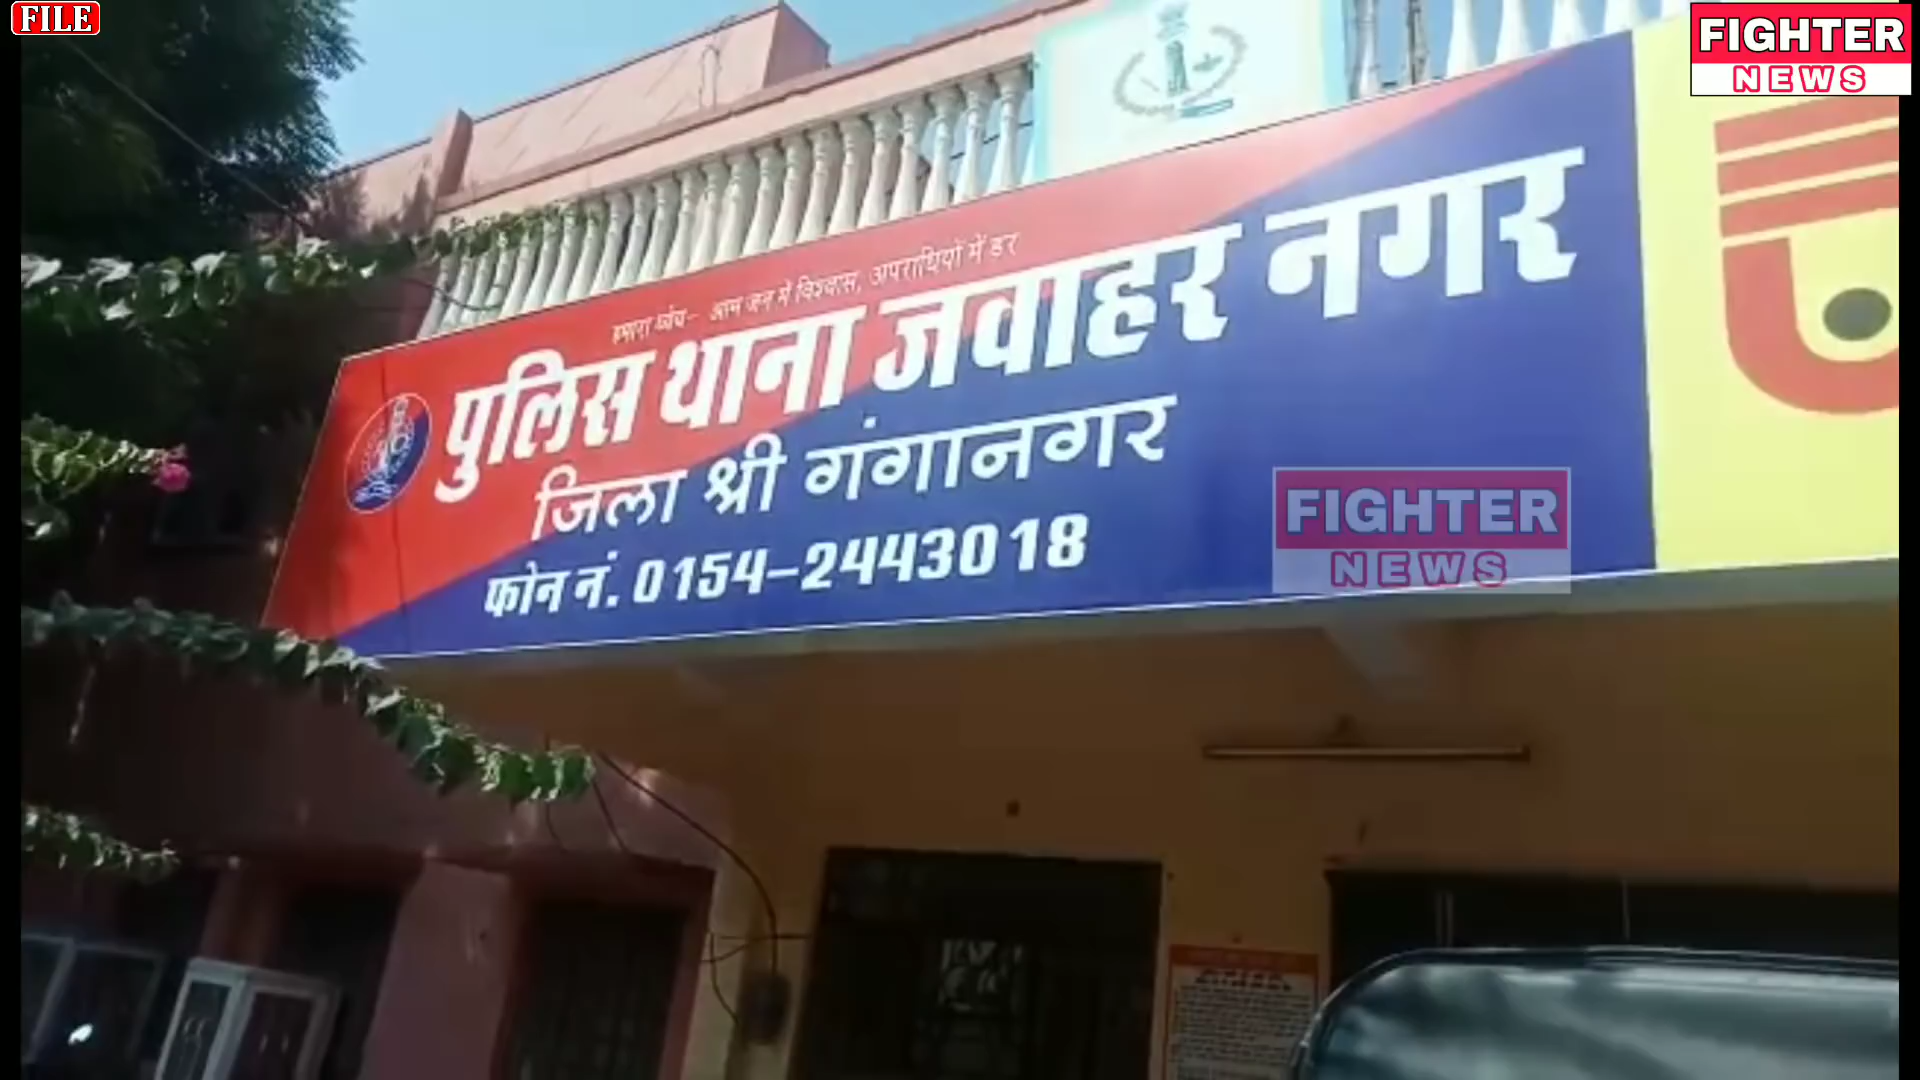 FILE
FIGHTER
NEWS
हमारा ध्येय- आम जन में विश्वास, अपराधियों में डर
पुलिस थाना जवाहर नगर
जिला श्री गंगानगर
फोन नं. 0154-2443018
FIGHTER
NEWS